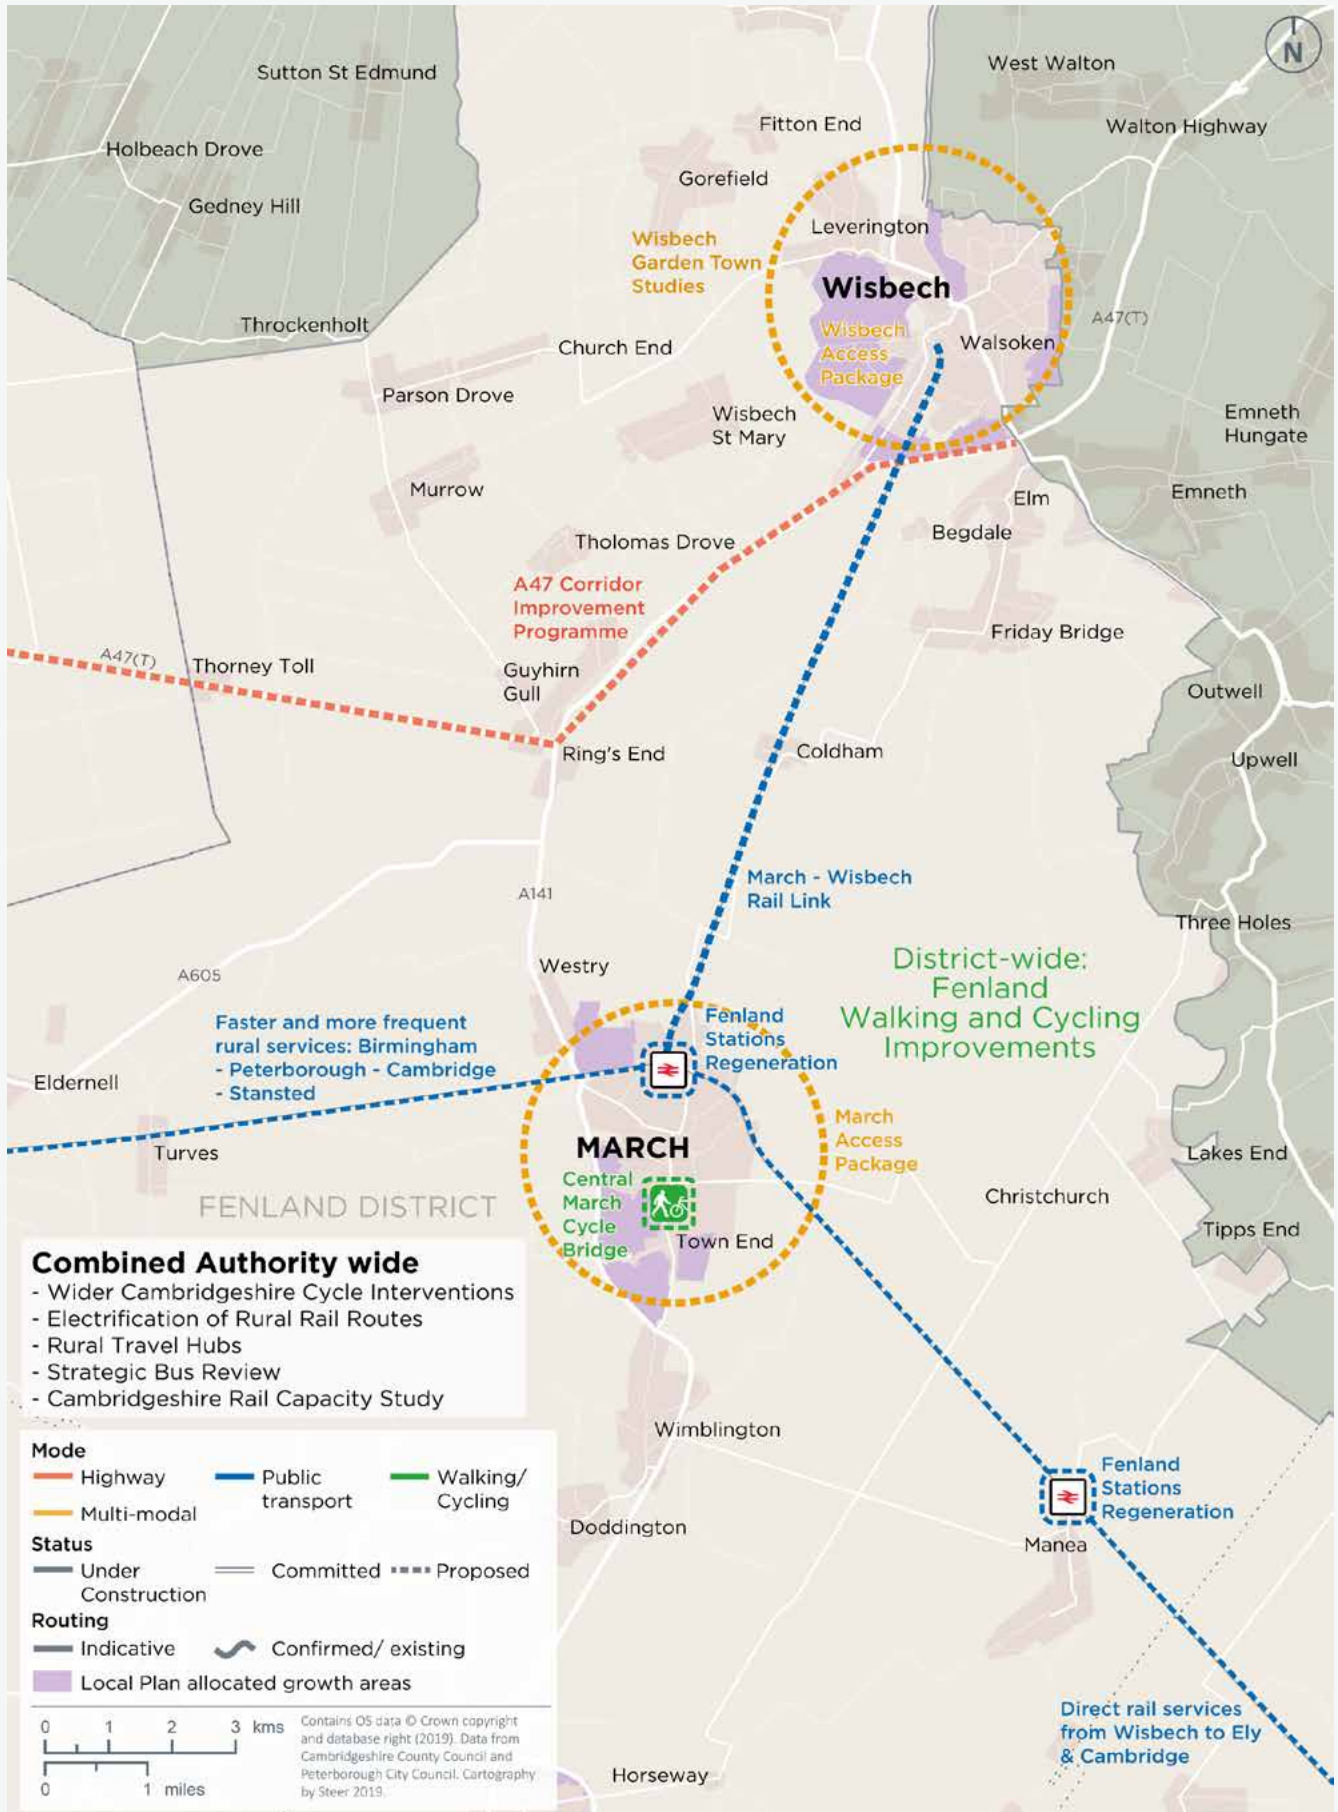 N
Sutton St Edmund
West Walton
Fitton End
Walton Highway
Holbeach Drove
Gorefield
Gedney Hill
Leverington
Wisbech
Garden Town
Studies
Wisbech
Throckenholt
A47(T)
Wisbech
Access
Package
Walsoken
Church End
Parson Drove
Wisbech
St Mary
Emneth
Hungate
Murrow
Elm
Emneth
Begdale
Tholomas Drove
A47 Corridor
Improvement
Programme
Friday Bridge
A47(T)
Thorney Toll
Guyhirn
Gull
Outwell
Ring's End
Coldham
Upwell
March - Wisbech
Rail Link
A141
Three Holes
Westry
A605
District-wide:
Fenland
Walking and Cycling
Improvements
Faster and more frequent
rural services: Birmingham
- Peterborough - Cambridge
- Stansted
Fenland
Stations
Regeneration
Eldernell
March
Access
Package
Turves
MARCH
Lakes End
Central
March
Cycle
Bridge
Christchurch
FENLAND DISTRICT
Town End
Tipps End
Combined Authority wide
- Wider Cambridgeshire Cycle Interventions
- Electrification of Rural Rail Routes
- Rural Travel Hubs
- Strategic Bus Review
- Cambridgeshire Rail Capacity Study
Wimblington
Fenland
Stations
Regeneration
Doddington
Manea
Mode
Highway
Public
transport
Walking/
Cycling
Multi-modal
Status
Under
Construction
Committed
Proposed
Routing
Indicative
Confirmed/ existing
Local Plan allocated growth areas
0 1 2 3 kms
0 1 miles
Contains OS data © Crown copyright
and database right (2019). Data from
Cambridgeshire County Council and
Peterborough City Council. Cartography
by Steer 2019.
Direct rail services
from Wisbech to Ely
& Cambridge
Horseway